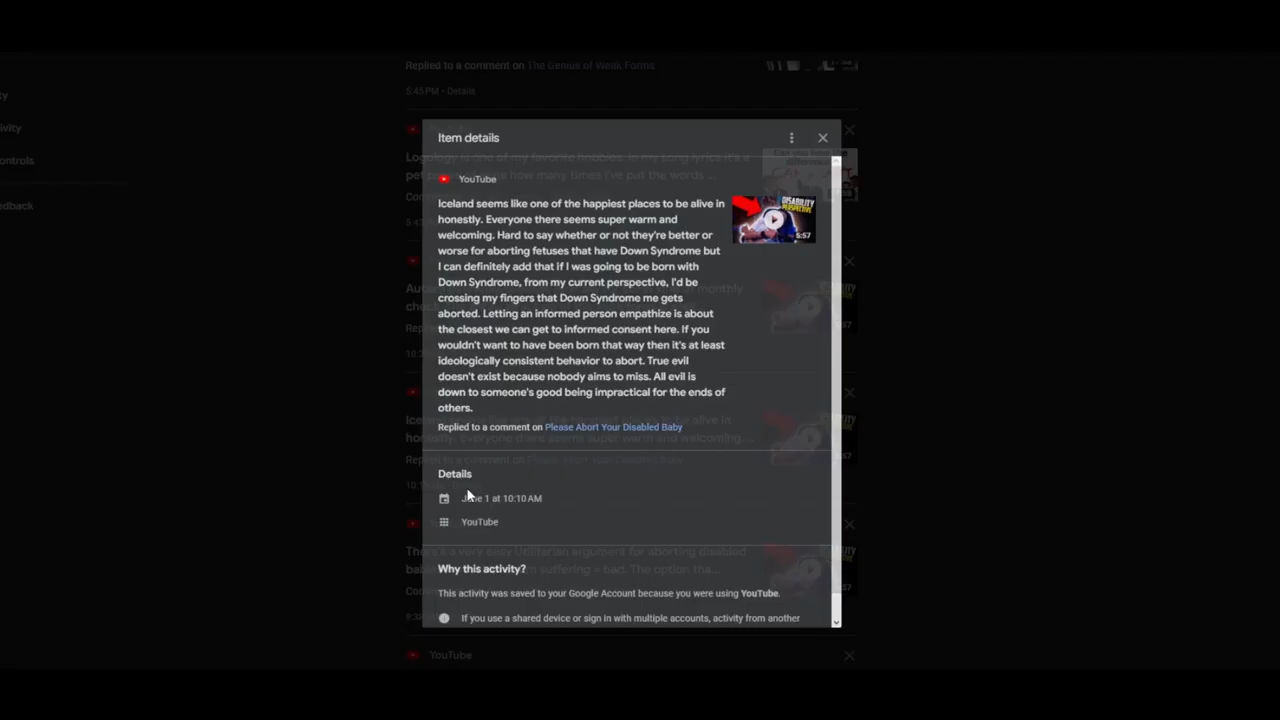 Replied to a comment on The Genius of Weak Forms
5:45 PM • Details
Item details
YouTube
Iceland seems like one of the happiest places to be alive in
honestly. Everyone there seems super warm and
welcoming. Hard to say whether or not they're better or
worse for aborting fetuses that have Down Syndrome but
I can definitely add that if I was going to be born with
Down Syndrome, from my current perspective, I'd be
crossing my fingers that Down Syndrome me gets
aborted. Letting an informed person empathize is about
the closest we can get to informed consent here. If you
wouldn't want to have been born that way then it's at least
ideologically consistent behavior to abort. True evil
doesn't exist because nobody aims to miss. All evil is
down to someone's good being impractical for the ends of
others.
DISABILITY
PERSPECTIVE
5:57
Replied to a comment on Please Abort Your Disabled Baby
Details
June 1 at 10:10 AM
YouTube
Why this activity?
This activity was saved to your Google Account because you were using YouTube.
If you use a shared device or sign in with multiple accounts, activity from another
YouTube